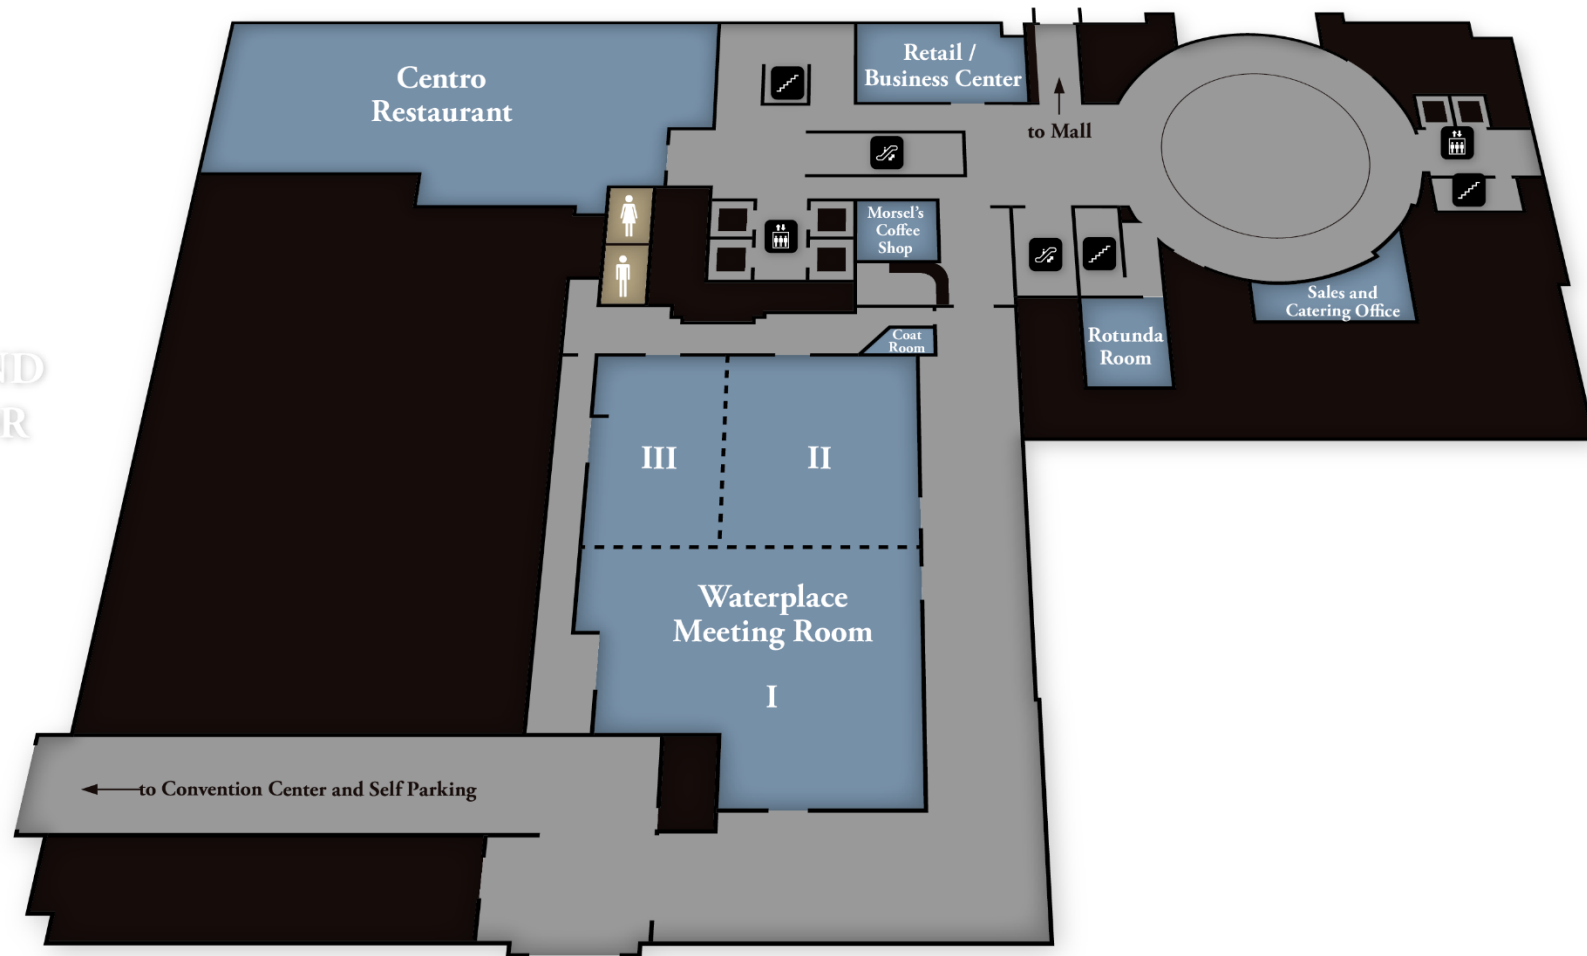 Centro
Restaurant
Retail /
Business Center
to Mall
Morsel's
Coffee
Shop
Sales and
Catering Office
Rotunda
Room
Coat
Room
ND
R
III
II
Waterplace
Meeting Room
I
to Convention Center and Self Parking